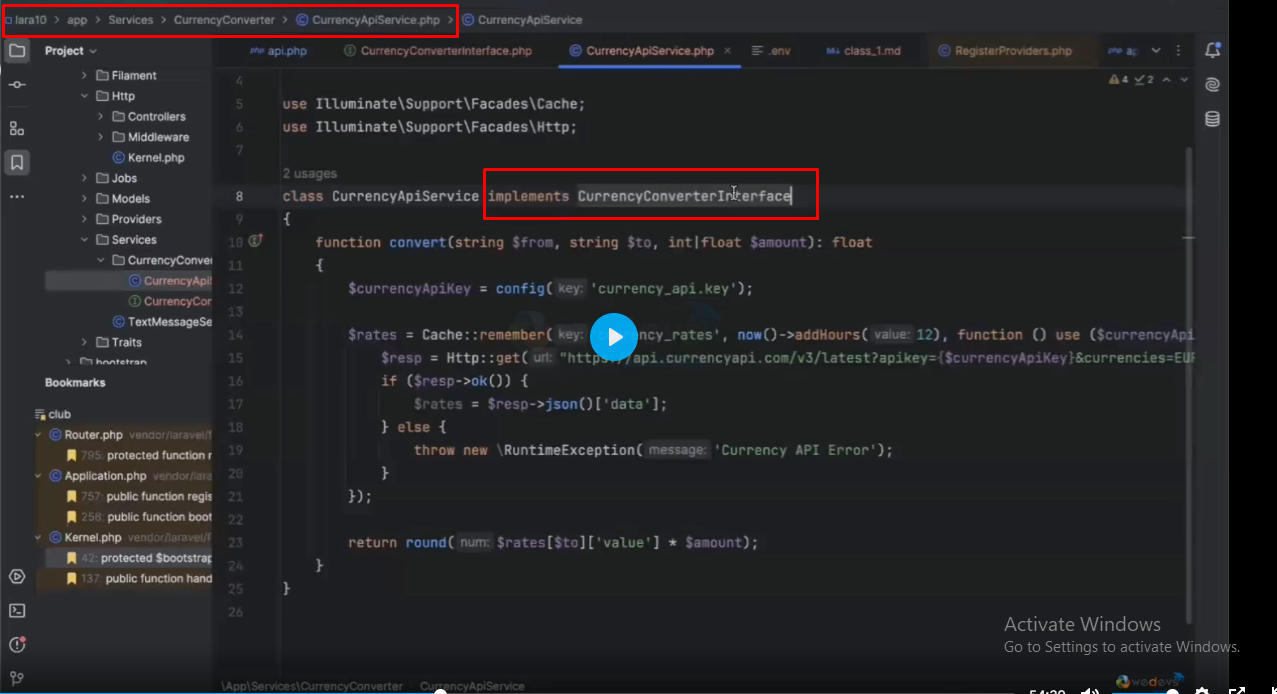 lara10 > app > Services > CurrencyConverter > CurrencyApiService.php > CurrencyApiService
Project
api.php CurrencyConverterInterface.php CurrencyApiService.php × .env class_1.md RegisterProviders.php
Filament
Http
Controllers
Middleware
Kernel.php
Jobs
Models
Providers
Services
CurrencyConver
CurrencyApiS
CurrencyCor
TextMessageSe
Traits
bootstrap
Bookmarks
club
Router.php vendor/laravel/f
795: protected function r
Application.php vendor/lara
757: public function regis
258: public function boot
Kernel.php vendor/laravel/f
42: protected $bootstrap
137: public function hand
4 4 2
5 use Illuminate\Support\Facades\Cache;
6 use Illuminate\Support\Facades\Http;
7
2 usages
8 class CurrencyApiService implements CurrencyConverterInterface
9 {
10 function convert(string $from, string $to, int|float $amount): float
11 {
12 $currencyApiKey = config( key: 'currency_api.key');
13
14 $rates = Cache::remember( key: ncy_rates', now()->addHours( value: 12), function () use ($currencyApi
15 $resp = Http::get( url: "https://api.currencyapi.com/v3/latest?apikey={$currencyApiKey}&currencies=EUR
16 if ($resp->ok()) {
17 $rates = $resp->json()['data'];
18 } else {
19 throw new \RuntimeException( message: 'Currency API Error');
20 }
21 });
22
23 return round( num: $rates[$to]['value'] * $amount);
24 }
25 }
26
Activate Windows
Go to Settings to activate Windows.
\App\Services\CurrencyConverter CurrencyApiService
wedevs